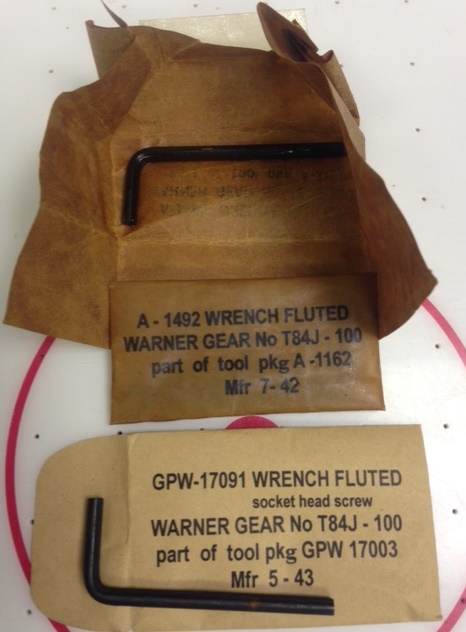 A - 1492 WRENCH FLUTED
WARNER GEAR No T84J - 100
part of tool pkg A -1162
Mfr 7- 42
GPW-17091 WRENCH FLUTED
socket head screw
WARNER GEAR No T84J - 100
part of tool pkg GPW 17003
Mfr 5 - 43